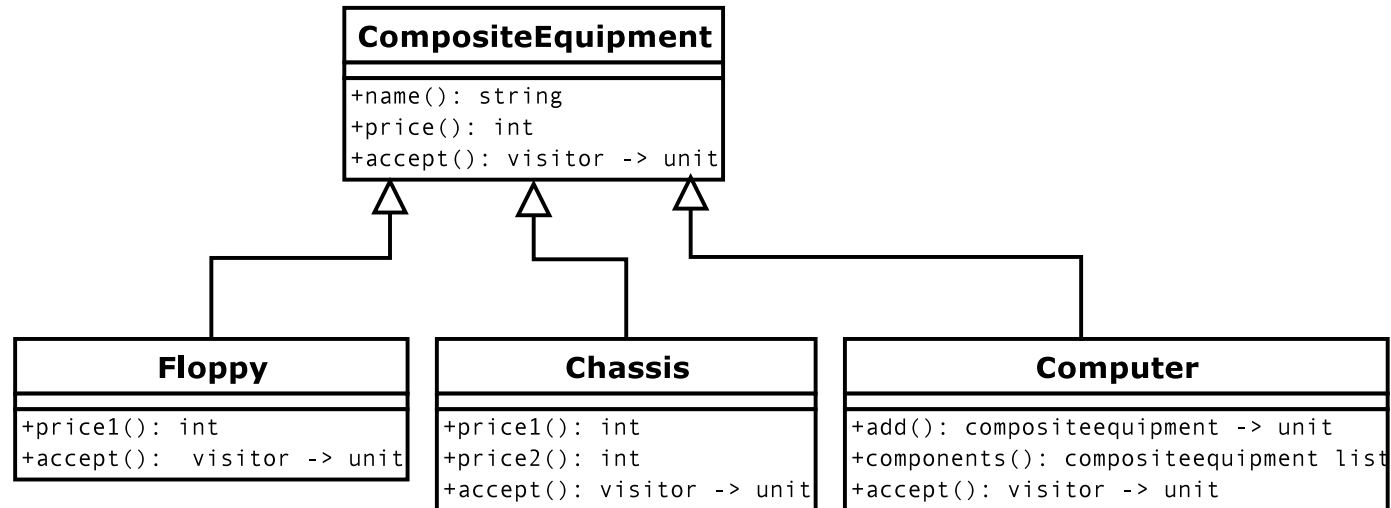 CompositeEquipment
+name(): string
+price(): int
+accept(): visitor -> unit
Floppy
+price1(): int
+accept():  visitor -> unit
Chassis
+price1(): int
+price2(): int
+accept(): visitor -> unit
Computer
+add(): compositeequipment -> unit
+components(): compositeequipment list
+accept(): visitor -> unit